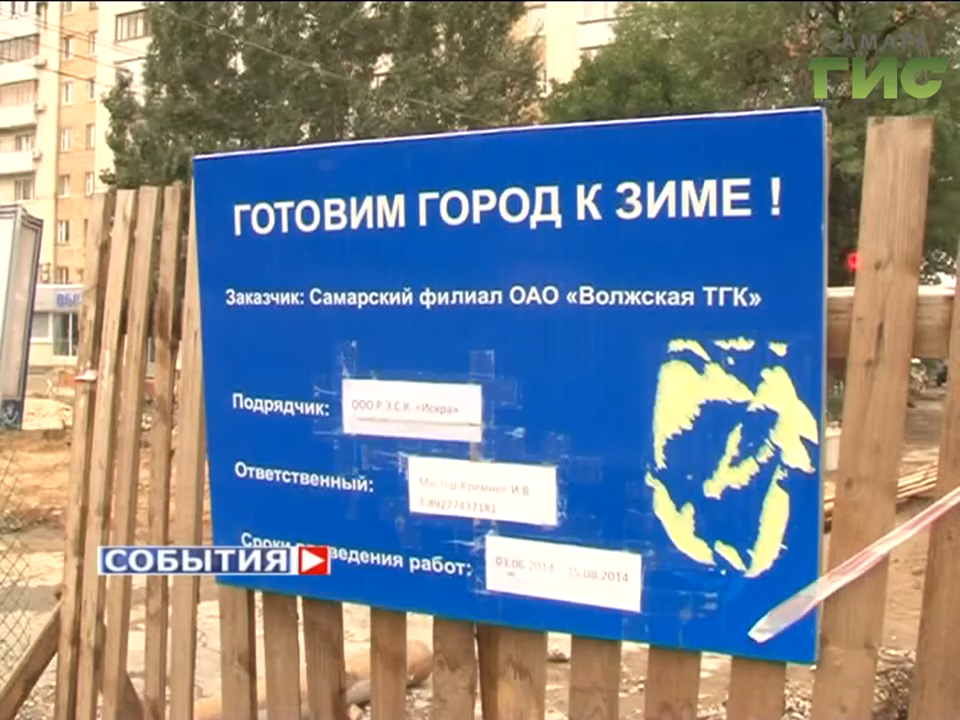 САМАРА
ГИС
ГОТОВИМ ГОРОД К ЗИМЕ !
Заказчик: Самарский филиал ОАО «Волжская ТГК»
Подрядчик: ООО Р.Э.С.К. «Искра»
Ответственный: Мастер Кремнев И.В.
т.89277437181
Сроки проведения работ: 03.06.2014 15.08.2014
СОБЫТИЯ